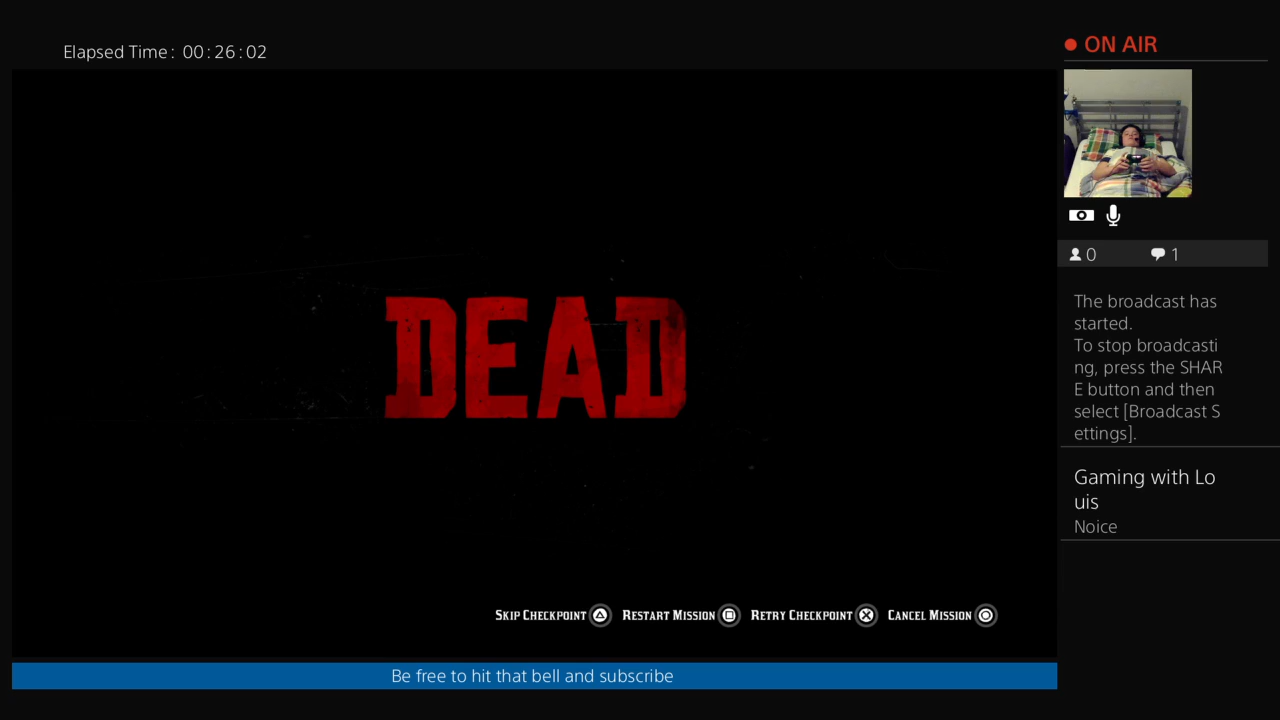 Elapsed Time: 00:26:02
ON AIR
0 1
The broadcast has
started.
To stop broadcasti
ng, press the SHAR
E button and then
select [Broadcast S
ettings].
Gaming with Lo
uis
Noice
DEAD
SKIP CHECKPOINT RESTART MISSION RETRY CHECKPOINT CANCEL MISSION
Be free to hit that bell and subscribe